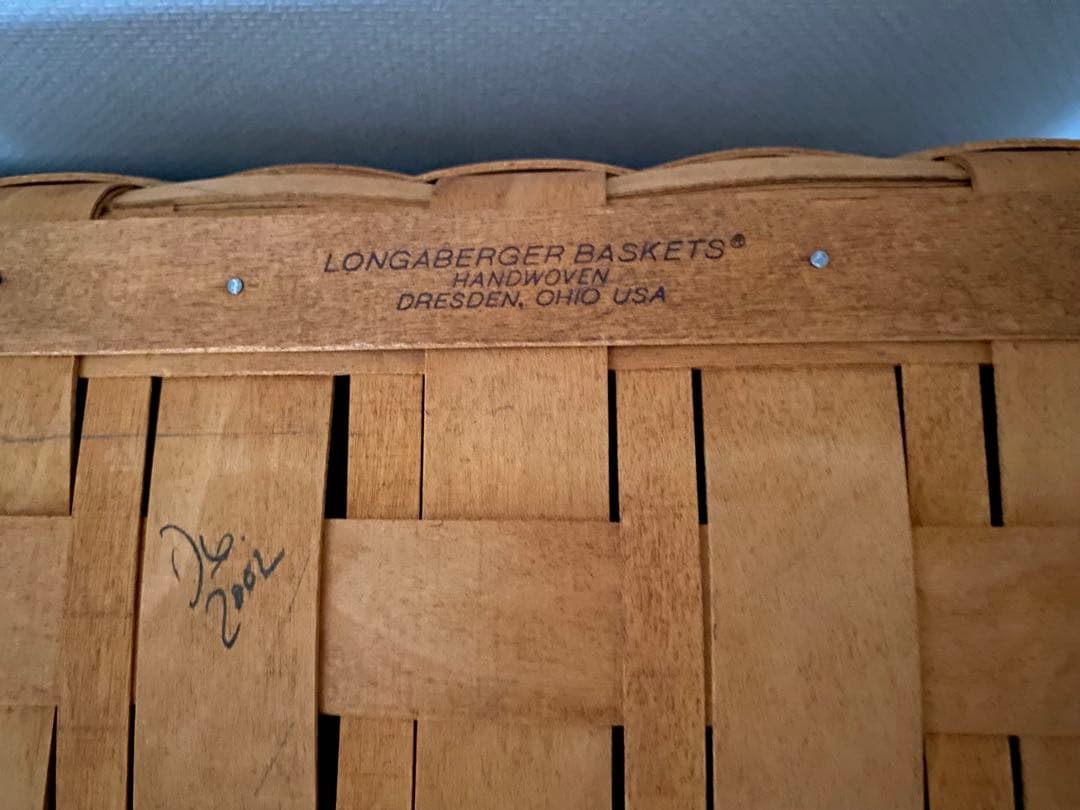 LONGABERGER BASKETS®
HANDWOVEN
DRESDEN, OHIO USA
2002